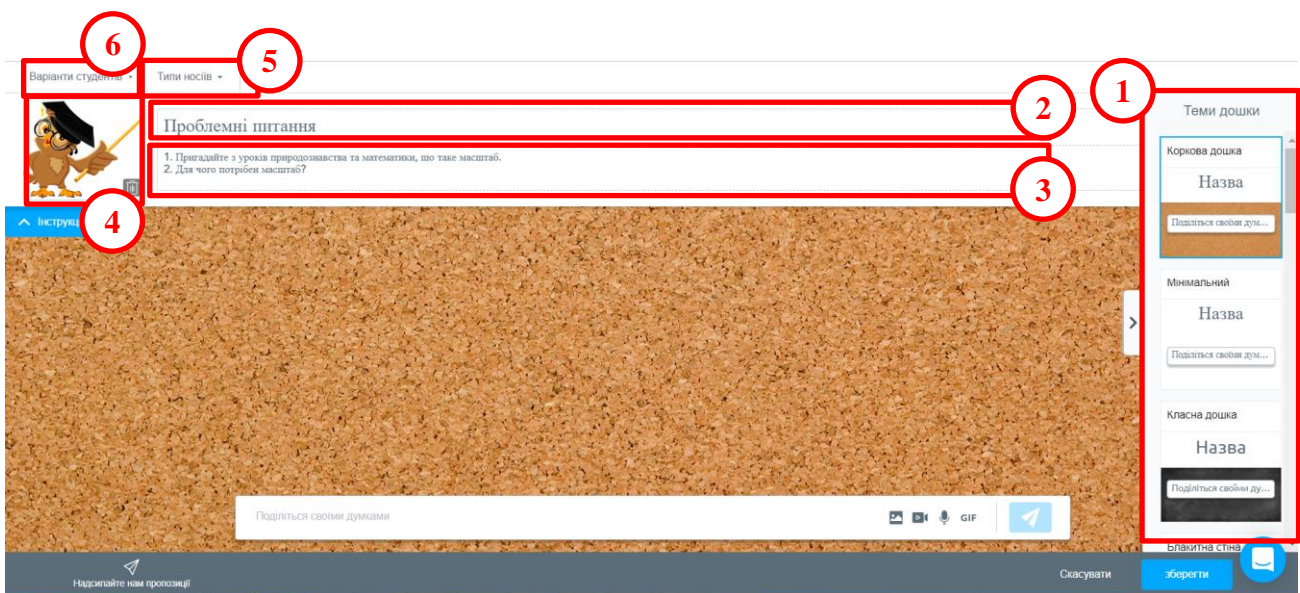 6
5
Варіанти студентів
Типи носіїв
1
2
Теми дошки
Проблемні питання
Коркова дошка
1. Пригадайте з уроків природознавства та математики, що таке масштаб.
2. Для чого потрібен масштаб?
Назва
3
4
Інструкц
Поділіться своїми дум...
Мінімальний
Назва
Поділіться своїми дум...
Класна дошка
Назва
Поділіться своїми ду...
Поділіться своїми думками
GIF
Блакитна стіна
Надсилайте нам пропозиції
Скасувати
зберегти